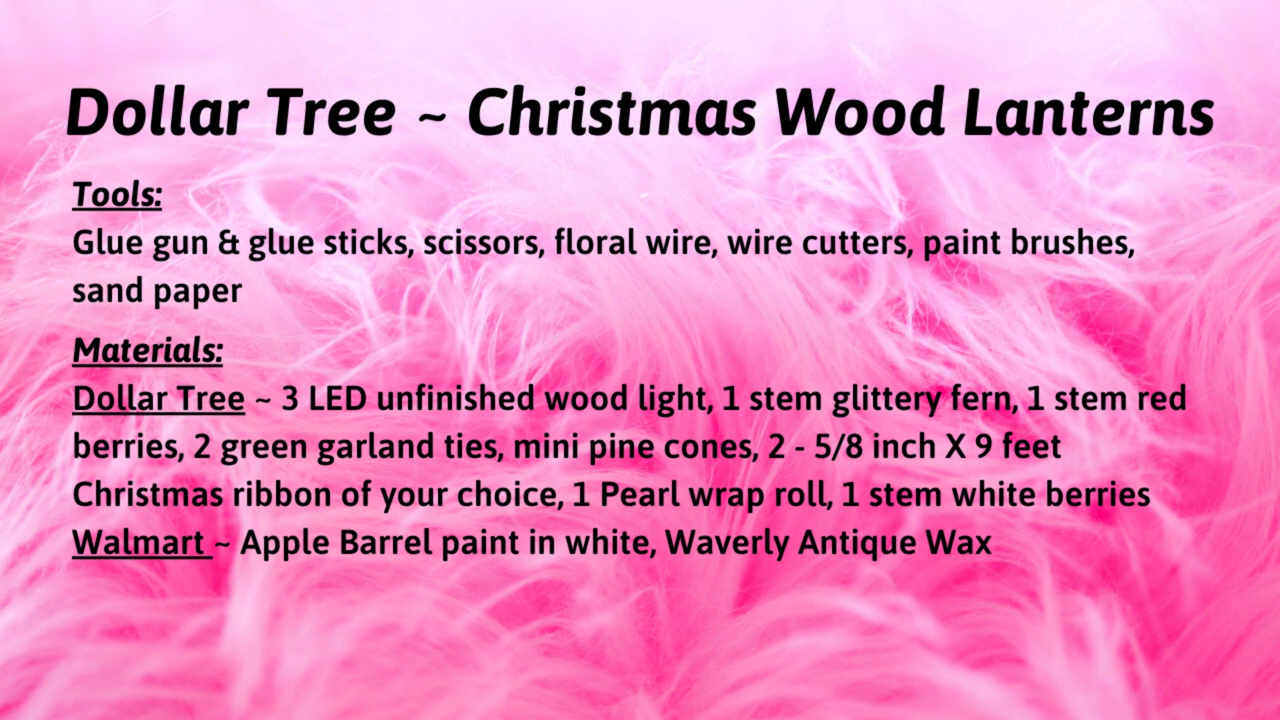 Dollar Tree ~ Christmas Wood Lanterns
Tools:
Glue gun & glue sticks, scissors, floral wire, wire cutters, paint brushes,
sand paper
Materials:
Dollar Tree ~ 3 LED unfinished wood light, 1 stem glittery fern, 1 stem red
berries, 2 green garland ties, mini pine cones, 2 - 5/8 inch X 9 feet
Christmas ribbon of your choice, 1 Pearl wrap roll, 1 stem white berries
Walmart ~ Apple Barrel paint in white, Waverly Antique Wax